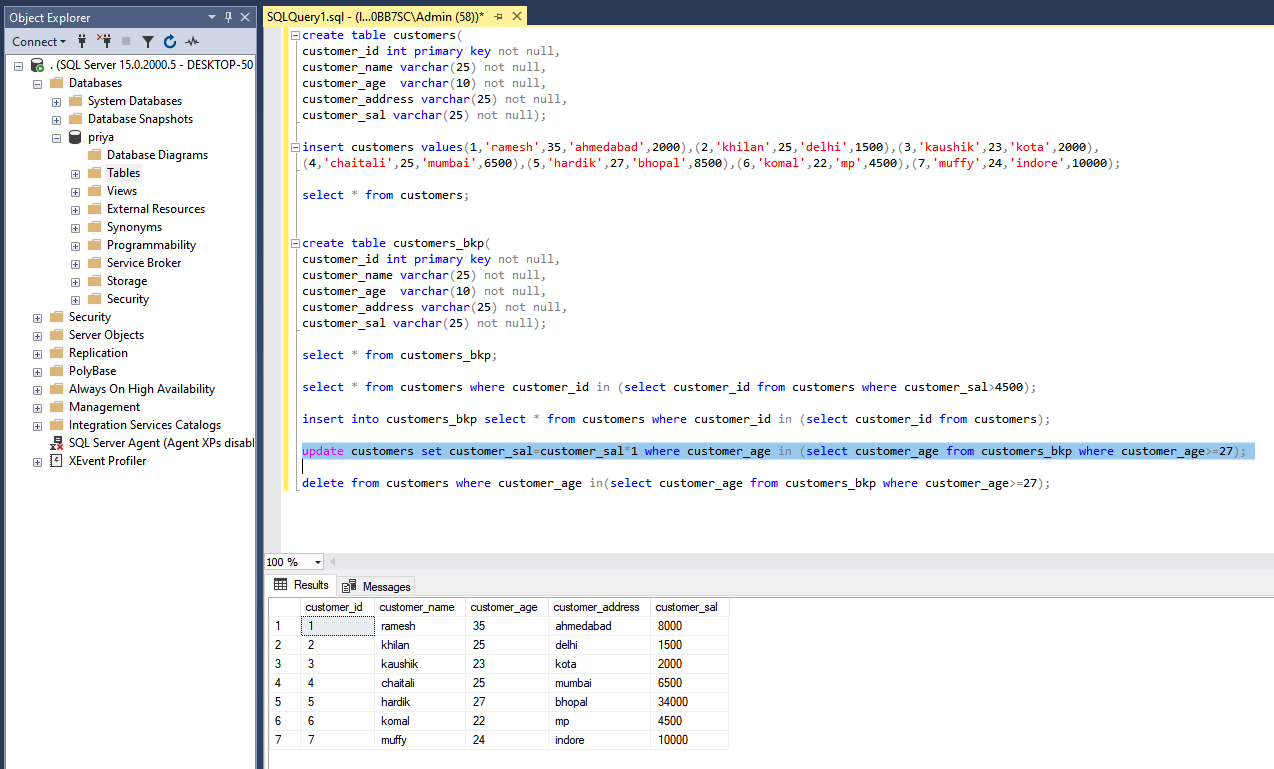 Object Explorer
Connect
. (SQL Server 15.0.2000.5 - DESKTOP-50
Databases
System Databases
Database Snapshots
priya
Database Diagrams
Tables
Views
External Resources
Synonyms
Programmability
Service Broker
Storage
Security
Security
Server Objects
Replication
PolyBase
Always On High Availability
Management
Integration Services Catalogs
SQL Server Agent (Agent XPs disabl
XEvent Profiler
SQLQuery1.sql - (l...0BB7SC\Admin (58))*
create table customers(
customer_id int primary key not null,
customer_name varchar(25) not null,
customer_age  varchar(10) not null,
customer_address varchar(25) not null,
customer_sal varchar(25) not null);
insert customers values(1,'ramesh',35,'ahmedabad',2000),(2,'khilan',25,'delhi',1500),(3,'kaushik',23,'kota',2000),
(4,'chaitali',25,'mumbai',6500),(5,'hardik',27,'bhopal',8500),(6,'komal',22,'mp',4500),(7,'muffy',24,'indore',10000);
select * from customers;
create table customers_bkp(
customer_id int primary key not null,
customer_name varchar(25) not null,
customer_age  varchar(10) not null,
customer_address varchar(25) not null,
customer_sal varchar(25) not null);
select * from customers_bkp;
select * from customers where customer_id in (select customer_id from customers where customer_sal>4500);
insert into customers_bkp select * from customers where customer_id in (select customer_id from customers);
update customers set customer_sal=customer_sal*1 where customer_age in (select customer_age from customers_bkp where customer_age>=27);
delete from customers where customer_age in(select customer_age from customers_bkp where customer_age>=27);
100 %
Results Messages
customer_id customer_name customer_age customer_address customer_sal
1 1 ramesh 35 ahmedabad 8000
2 2 khilan 25 delhi 1500
3 3 kaushik 23 kota 2000
4 4 chaitali 25 mumbai 6500
5 5 hardik 27 bhopal 34000
6 6 komal 22 mp 4500
7 7 muffy 24 indore 10000